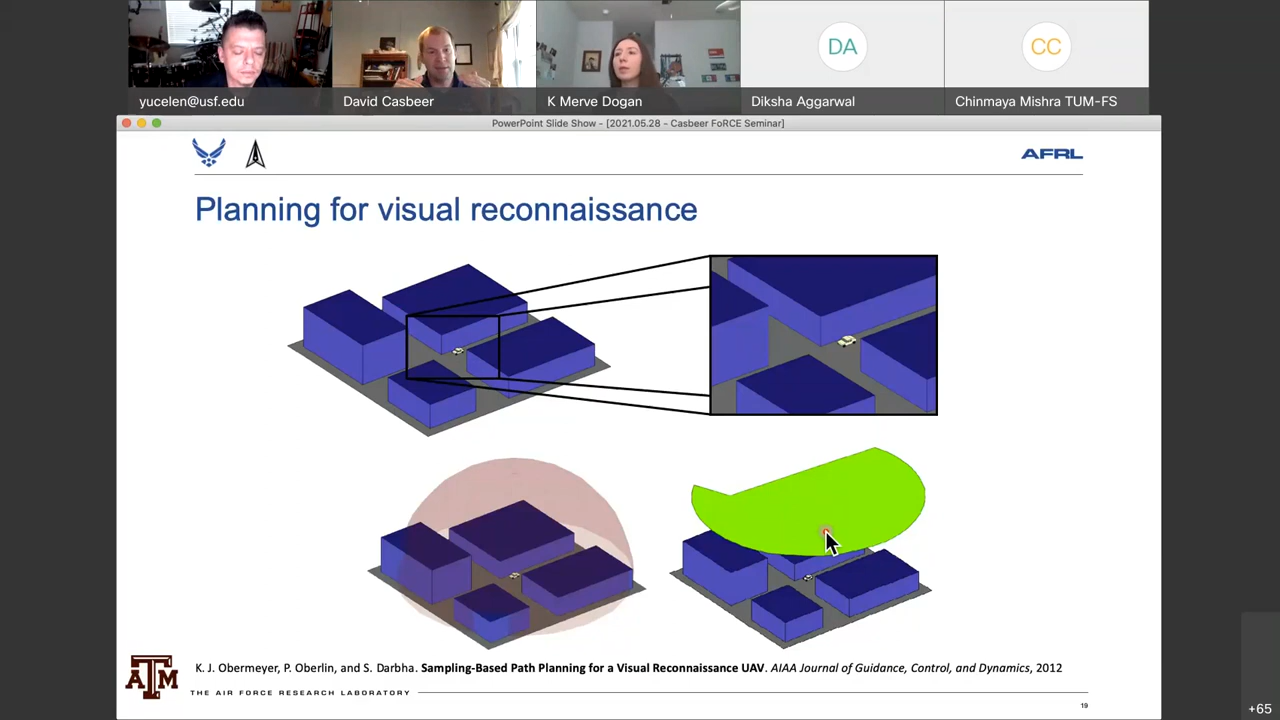 DA
CC
yucelen@usf.edu
David Casbeer
K Merve Dogan
Diksha Aggarwal
Chinmaya Mishra TUM-FS
PowerPoint Slide Show - [2021.05.28 – Casbeer FoRCE Seminar]
AFRL
Planning for visual reconnaissance
K. J. Obermeyer, P. Oberlin, and S. Darbha. Sampling-Based Path Planning for a Visual Reconnaissance UAV. AIAA Journal of Guidance, Control, and Dynamics, 2012
ATM
THE AIR FORCE RESEARCH LABORATORY
19
+65